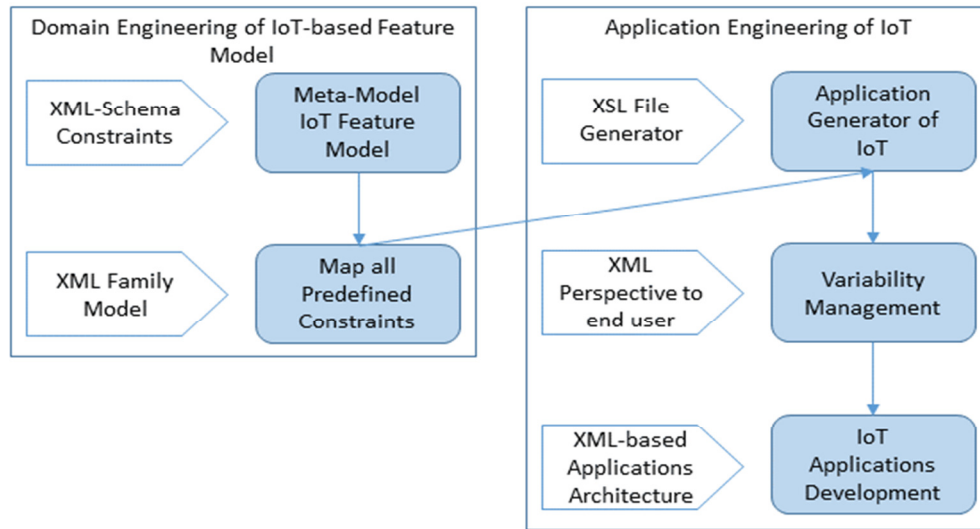 Domain Engineering of IoT-based Feature
Model
XML-Schema
Constraints
Meta-Model
IoT Feature
Model
XML Family
Model
Map all
Predefined
Constraints
Application Engineering of IoT
XSL File
Generator
Application
Generator of
IoT
XML
Perspective to
end user
Variability
Management
XML-based
Applications
Architecture
IoT
Applications
Development